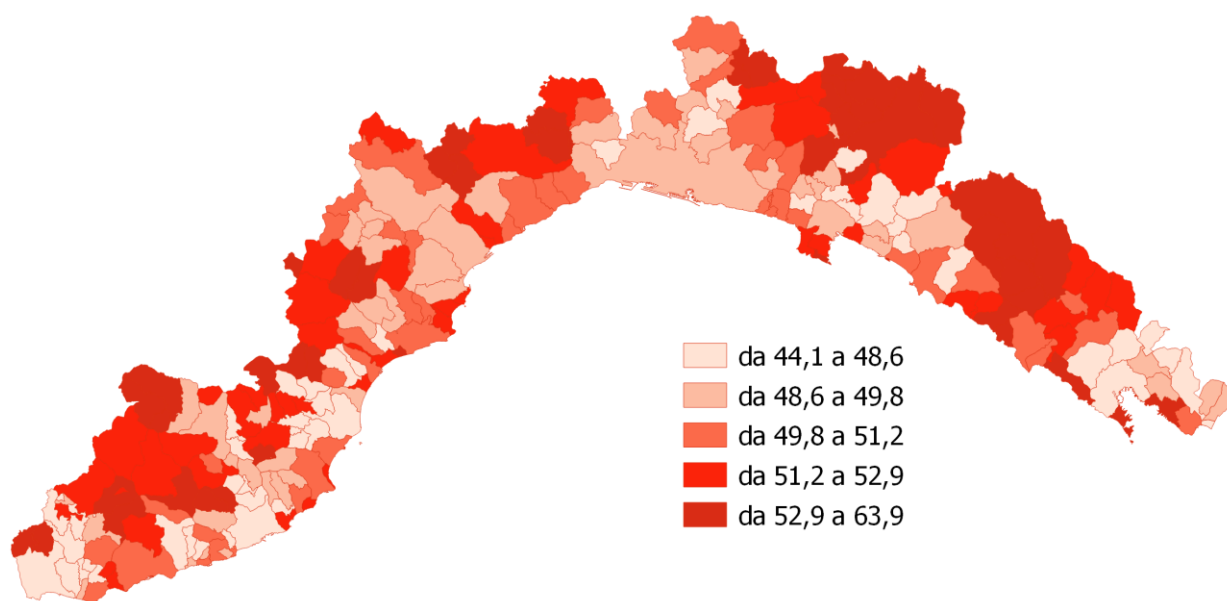 da 44,1 a 48,6
da 48,6 a 49,8
da 49,8 a 51,2
da 51,2 a 52,9
da 52,9 a 63,9